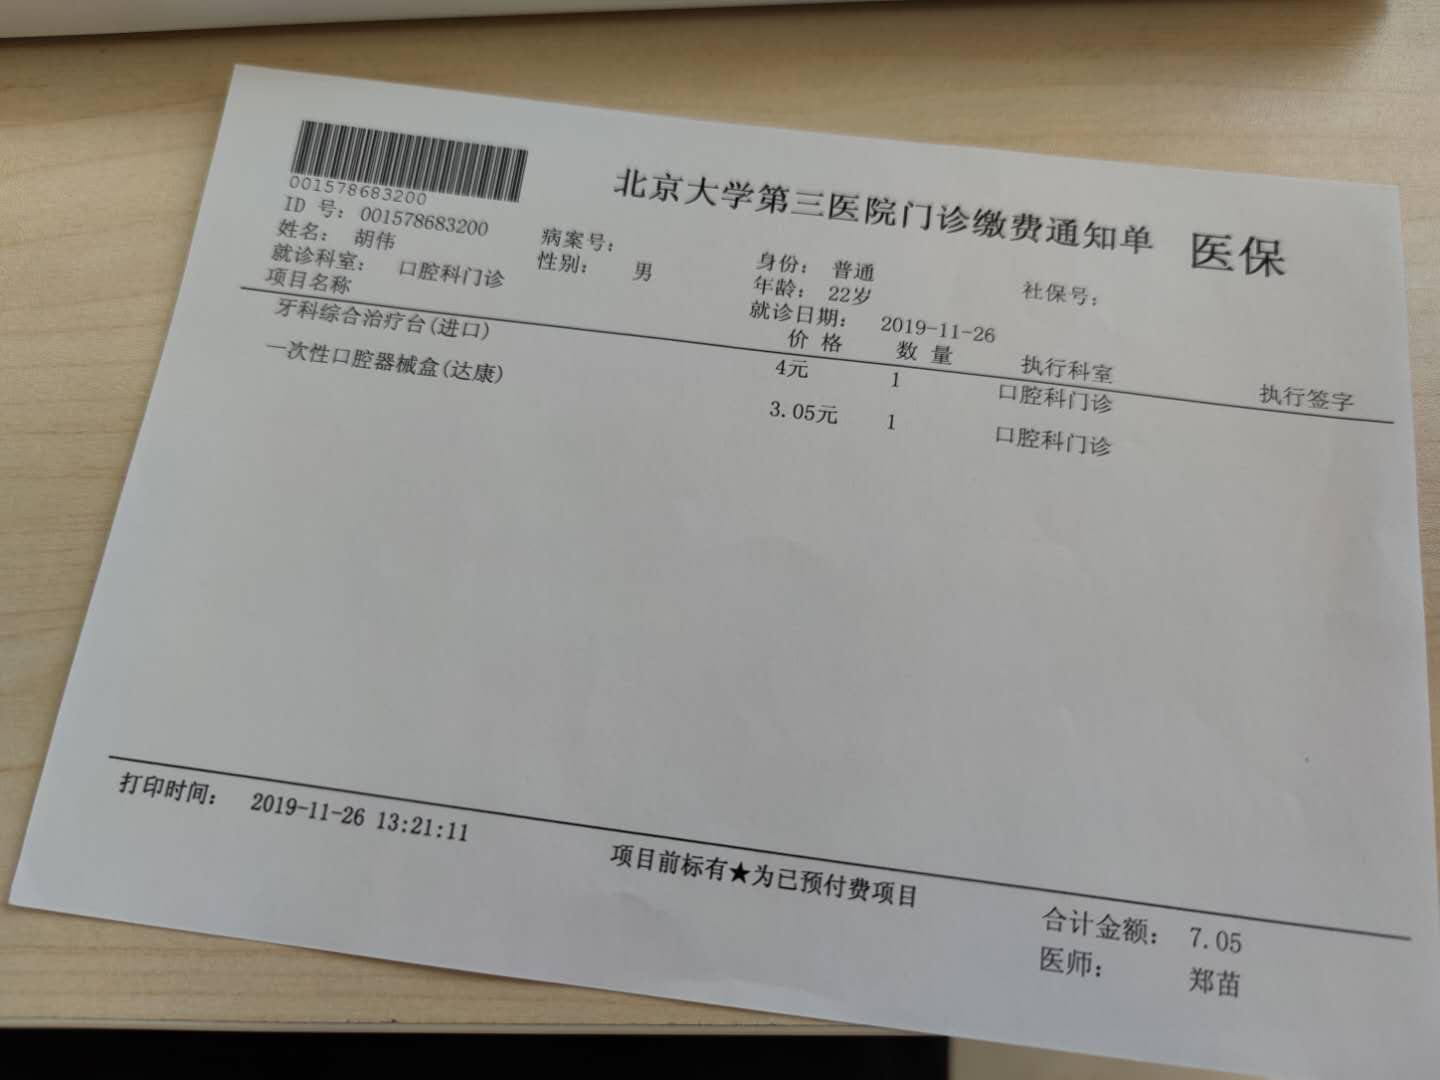 001578683200
北京大学第三医院门诊缴费通知单 医保
ID 号: 001578683200 病案号: 身份: 普通 社保号:
姓名: 胡伟 性别: 男 年龄: 22岁
就诊科室: 口腔科门诊 就诊日期: 2019-11-26
项目名称 价 格 数 量 执行科室 执行签字
牙科综合治疗台(进口) 4元 1 口腔科门诊
一次性口腔器械盒(达康) 3.05元 1 口腔科门诊
打印时间: 2019-11-26 13:21:11
项目前标有★为已预付费项目
合计金额: 7.05
医师: 郑苗